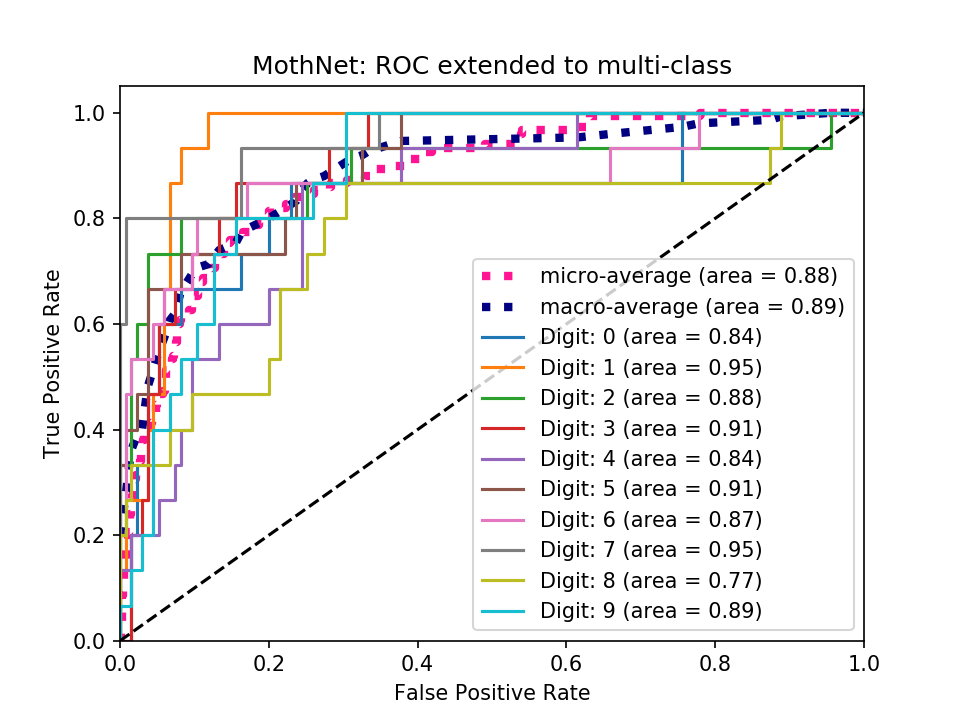 MothNet: ROC extended to multi-class
True Positive Rate
1.0
0.8
0.6
0.4
0.2
0.0
micro-average (area = 0.88)
macro-average (area = 0.89)
Digit: 0 (area = 0.84)
Digit: 1 (area = 0.95)
Digit: 2 (area = 0.88)
Digit: 3 (area = 0.91)
Digit: 4 (area = 0.84)
Digit: 5 (area = 0.91)
Digit: 6 (area = 0.87)
Digit: 7 (area = 0.95)
Digit: 8 (area = 0.77)
Digit: 9 (area = 0.89)
0.0 0.2 0.4 0.6 0.8 1.0
False Positive Rate